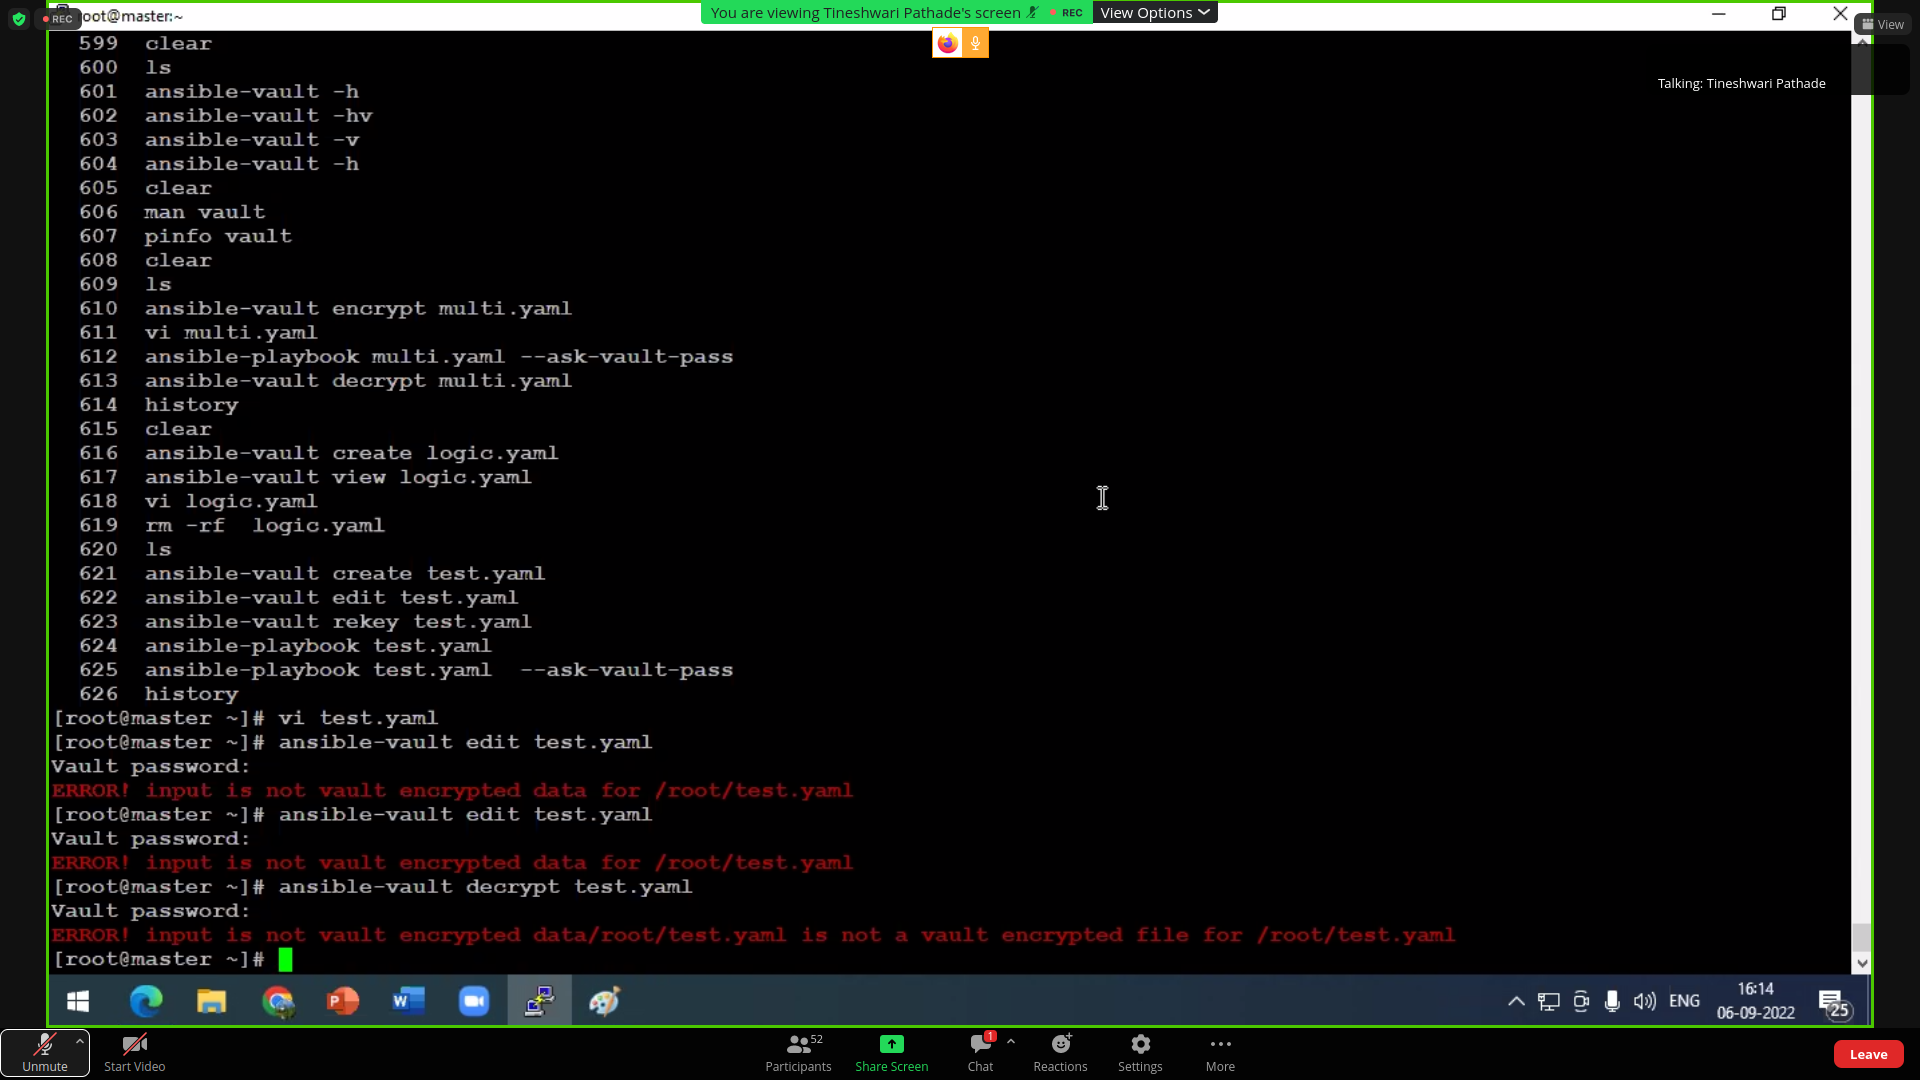 REC
root@master:~
You are viewing Tineshwari Pathade's screen
REC
View Options
View
Talking: Tineshwari Pathade
599 clear
600 ls
601 ansible-vault -h
602 ansible-vault -hv
603 ansible-vault -v
604 ansible-vault -h
605 clear
606 man vault
607 pinfo vault
608 clear
609 ls
610 ansible-vault encrypt multi.yaml
611 vi multi.yaml
612 ansible-playbook multi.yaml --ask-vault-pass
613 ansible-vault decrypt multi.yaml
614 history
615 clear
616 ansible-vault create logic.yaml
617 ansible-vault view logic.yaml
618 vi logic.yaml
619 rm -rf  logic.yaml
620 ls
621 ansible-vault create test.yaml
622 ansible-vault edit test.yaml
623 ansible-vault rekey test.yaml
624 ansible-playbook test.yaml
625 ansible-playbook test.yaml  --ask-vault-pass
626 history
[root@master ~]# vi test.yaml
[root@master ~]# ansible-vault edit test.yaml
Vault password:
ERROR! input is not vault encrypted data for /root/test.yaml
[root@master ~]# ansible-vault edit test.yaml
Vault password:
ERROR! input is not vault encrypted data for /root/test.yaml
[root@master ~]# ansible-vault decrypt test.yaml
Vault password:
ERROR! input is not vault encrypted data/root/test.yaml is not a vault encrypted file for /root/test.yaml
[root@master ~]#
ENG
16:14
06-09-2022
25
Unmute
Start Video
Participants
52
Share Screen
Chat
1
Reactions
Settings
More
Leave